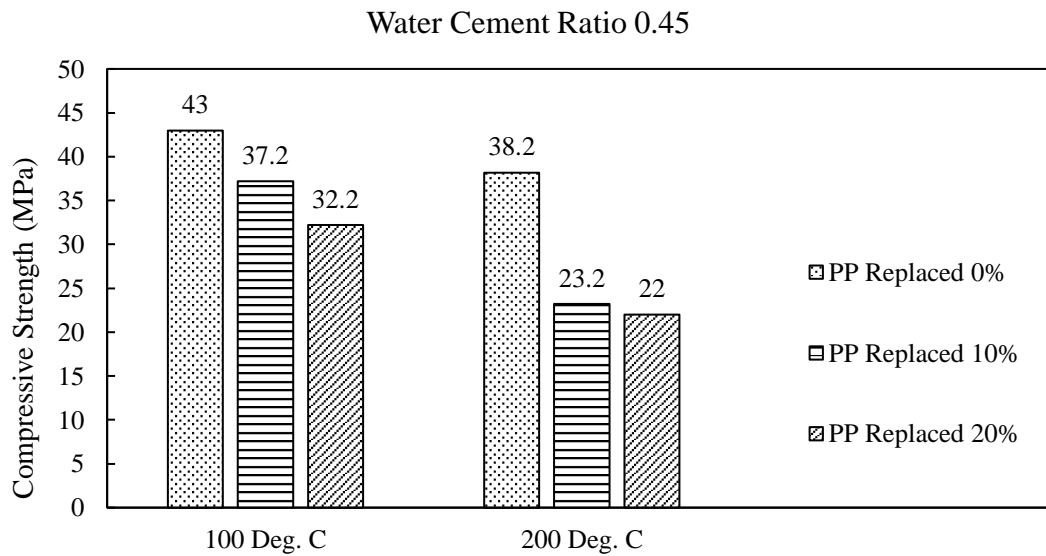 Water Cement Ratio 0.45
Compressive Strength (MPa)
50
45
40
35
30
25
20
15
10
5
0
43
37.2
32.2
38.2
23.2
22
100 Deg. C
200 Deg. C
PP Replaced 0%
PP Replaced 10%
PP Replaced 20%